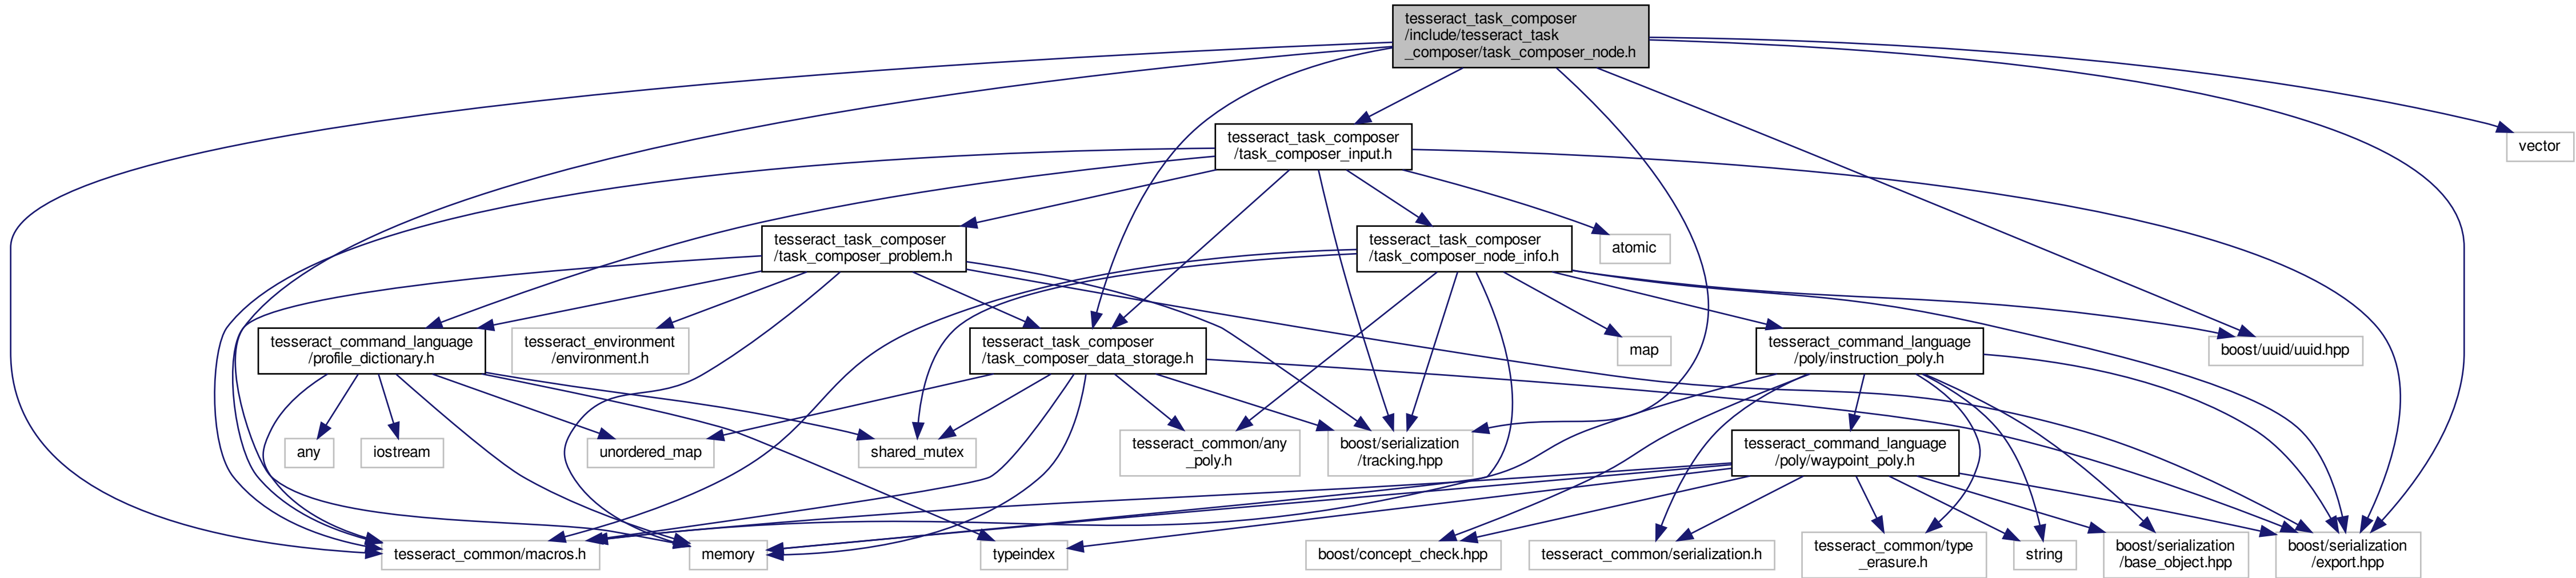 tesseract_task_composer
/include/tesseract_task
_composer/task_composer_node.h
tesseract_task_composer
/task_composer_input.h
vector
tesseract_task_composer
/task_composer_problem.h
tesseract_task_composer
/task_composer_node_info.h
atomic
tesseract_command_language
/profile_dictionary.h
tesseract_environment
/environment.h
tesseract_task_composer
/task_composer_data_storage.h
map
tesseract_command_language
/poly/instruction_poly.h
boost/uuid/uuid.hpp
any
iostream
unordered_map
shared_mutex
tesseract_common/any
_poly.h
boost/serialization
/tracking.hpp
tesseract_command_language
/poly/waypoint_poly.h
tesseract_common/macros.h
memory
typeindex
boost/concept_check.hpp
tesseract_common/serialization.h
tesseract_common/type
_erasure.h
string
boost/serialization
/base_object.hpp
boost/serialization
/export.hpp